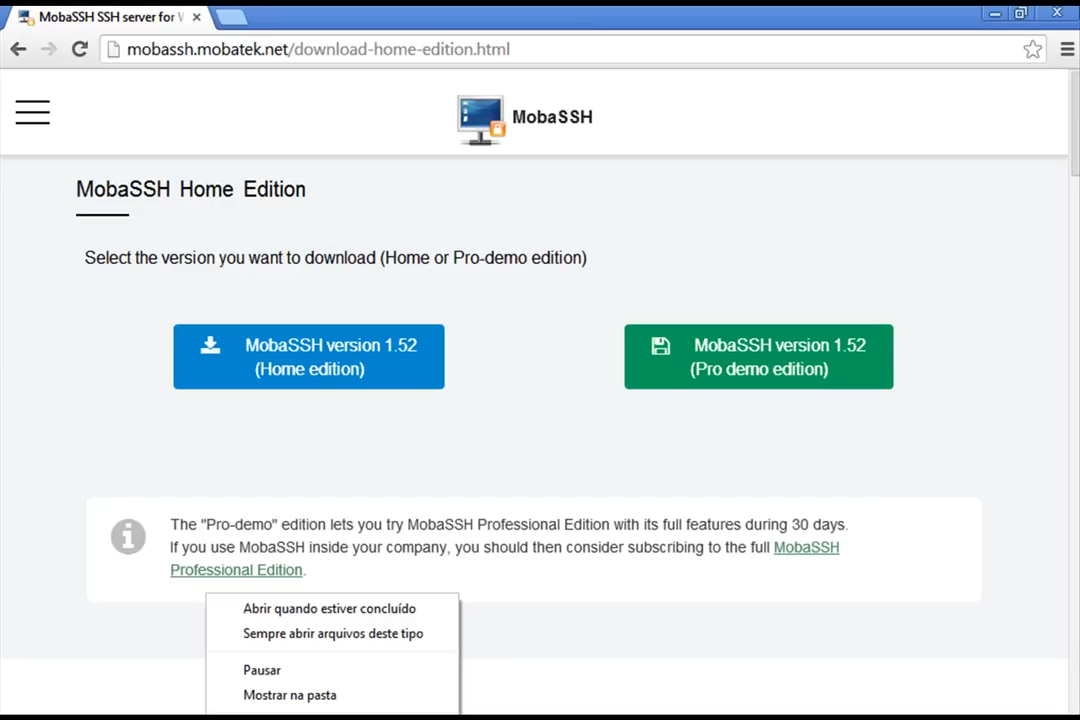 MobaSSH SSH server for W
mobassh.mobatek.net/download-home-edition.html
MobaSSH
MobaSSH Home Edition
Select the version you want to download (Home or Pro-demo edition)
MobaSSH version 1.52
(Home edition)
MobaSSH version 1.52
(Pro demo edition)
The "Pro-demo" edition lets you try MobaSSH Professional Edition with its full features during 30 days.
If you use MobaSSH inside your company, you should then consider subscribing to the full MobaSSH
Professional Edition.
Abrir quando estiver concluído
Sempre abrir arquivos deste tipo
Pausar
Mostrar na pasta